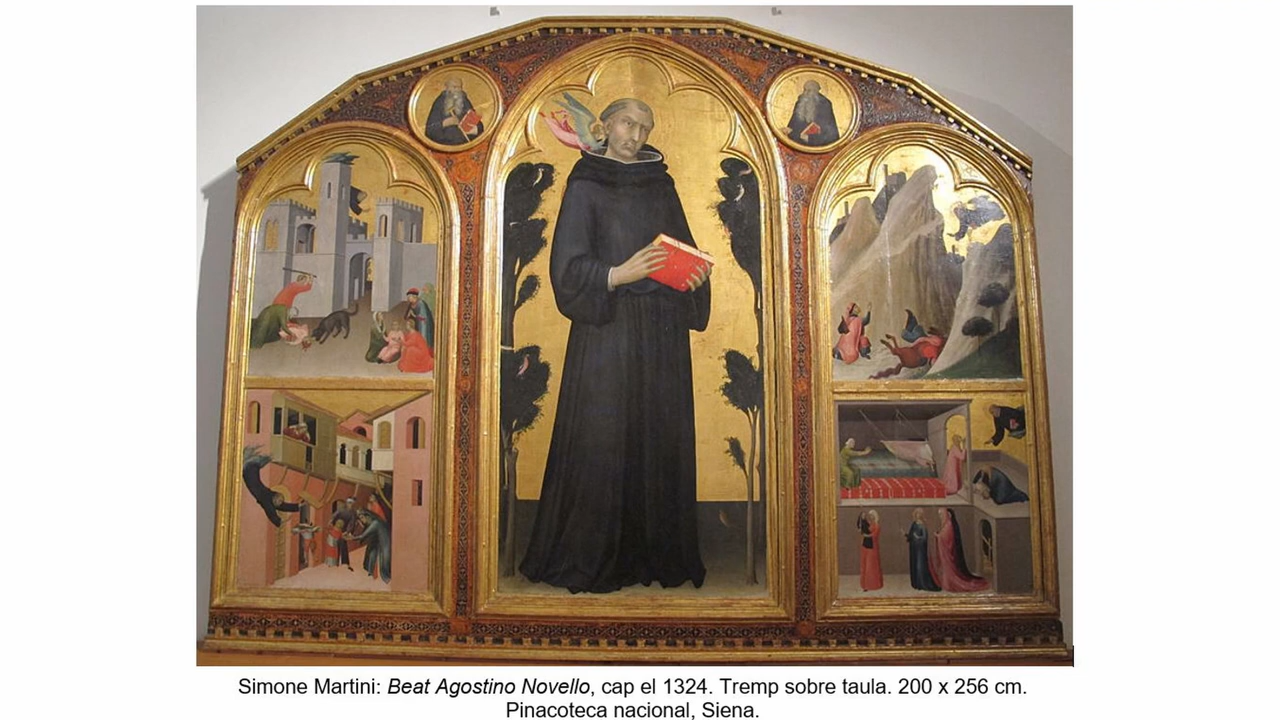 Simone Martini: Beat Agostino Novello, cap el 1324. Tremp sobre taula. 200 x 256 cm.
Pinacoteca nacional, Siena.